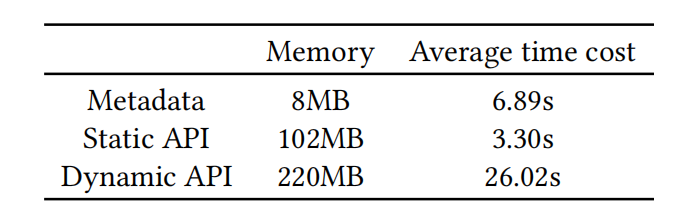 Memory Average time cost
Metadata 8MB 6.89s
Static API 102MB 3.30s
Dynamic API 220MB 26.02s